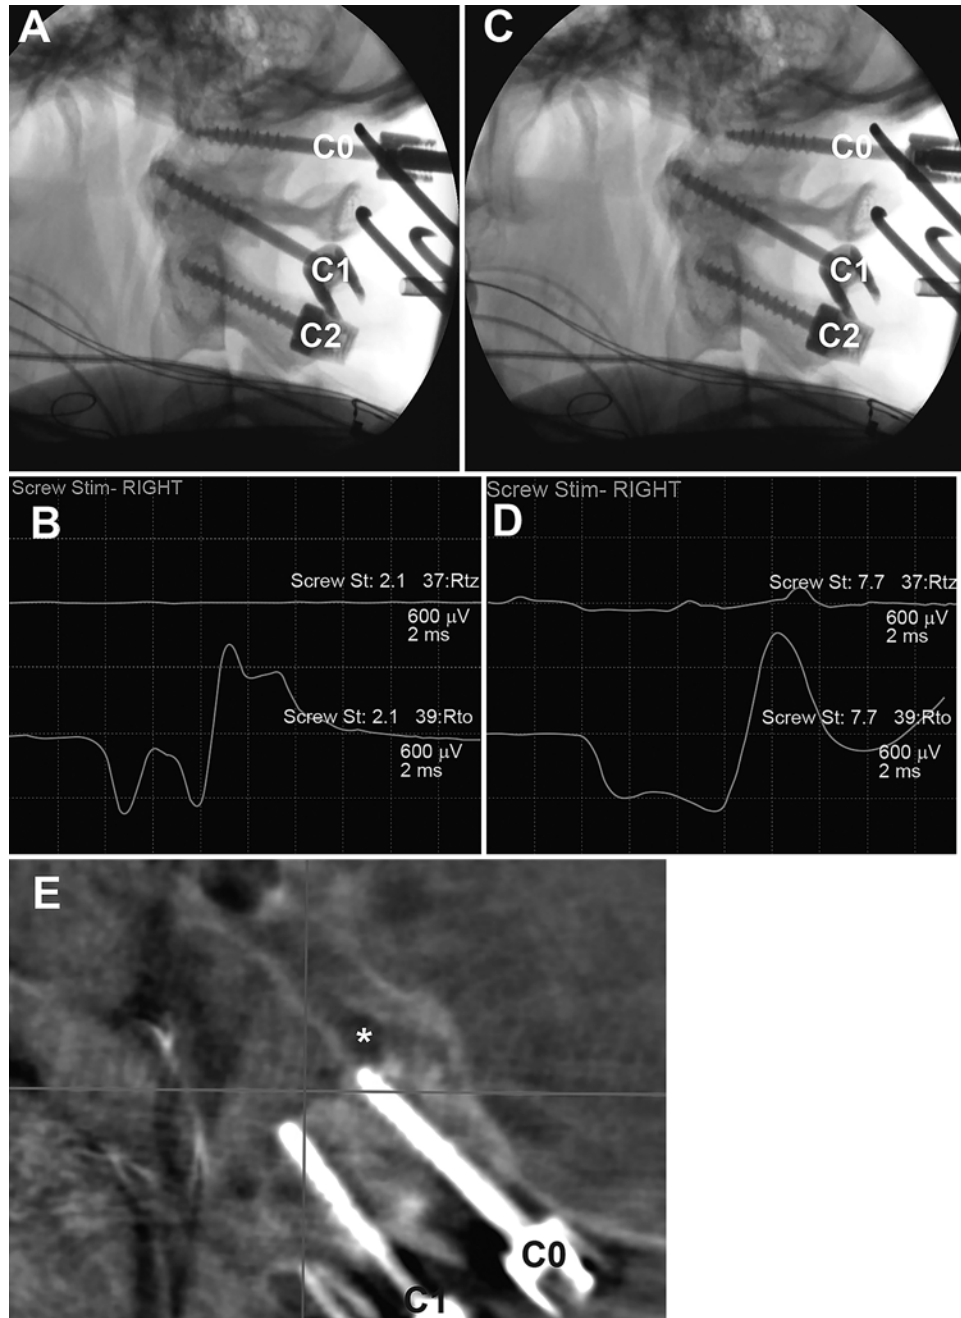 A
C0
C1
C2
C
C0
C1
C2
Screw Stim- RIGHT
B
Screw St: 2.1 37:Rtz
600 µV
2 ms
Screw St: 2.1 39:Rto
600 µV
2 ms
Screw Stim- RIGHT
D
Screw St: 7.7 37:Rtz
600 µV
2 ms
Screw St: 7.7 39:Rto
600 µV
2 ms
E
*
C0
C1